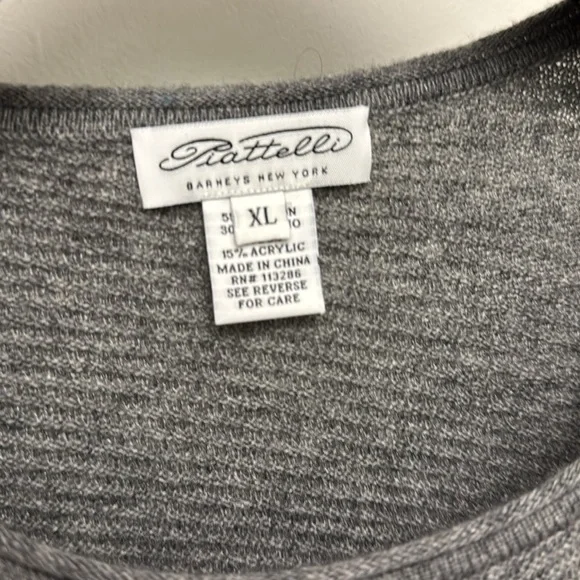 Piattelli
BARNEYS NEW YORK
XL
15% ACRYLIC
MADE IN CHINA
RN# 113286
SEE REVERSE
FOR CARE